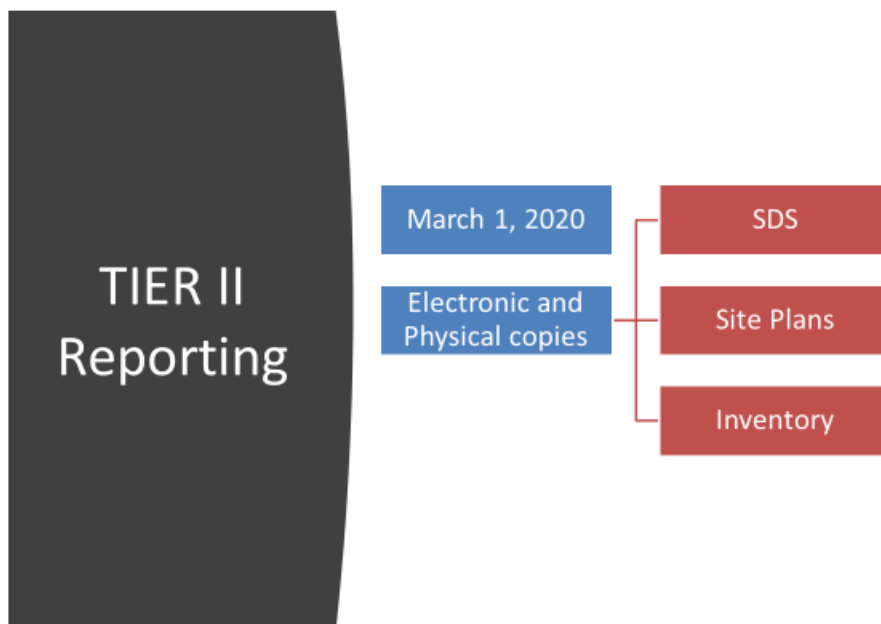 TIER II
Reporting
March 1, 2020
Electronic and
Physical copies
SDS
Site Plans
Inventory